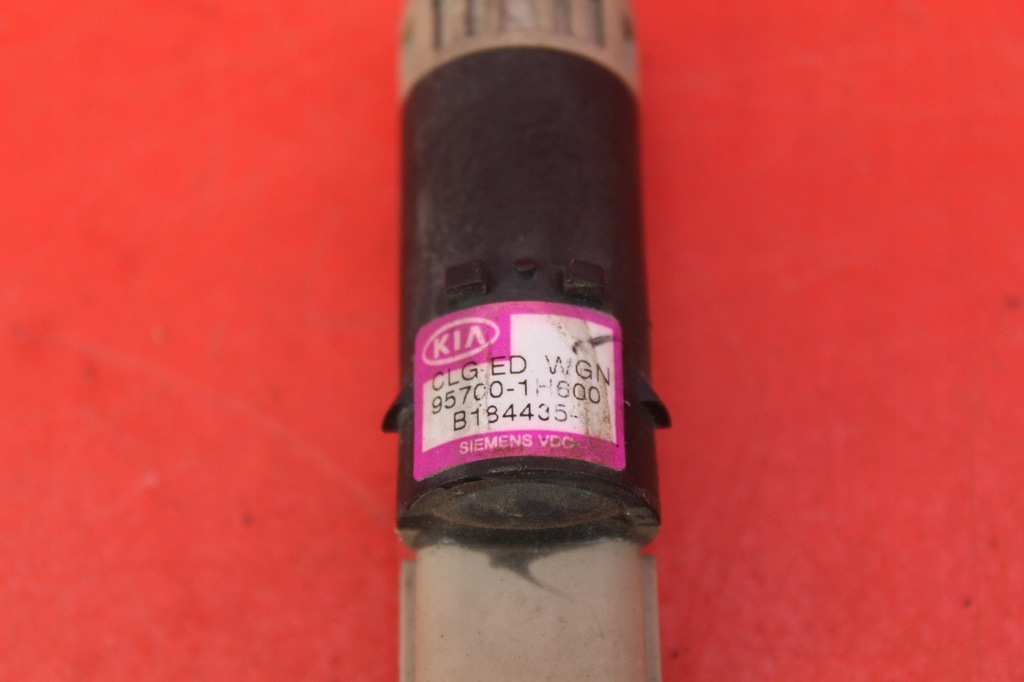 KIA
CLG-ED WGN
95700-1H600
B184435-
SIEMENS VDO